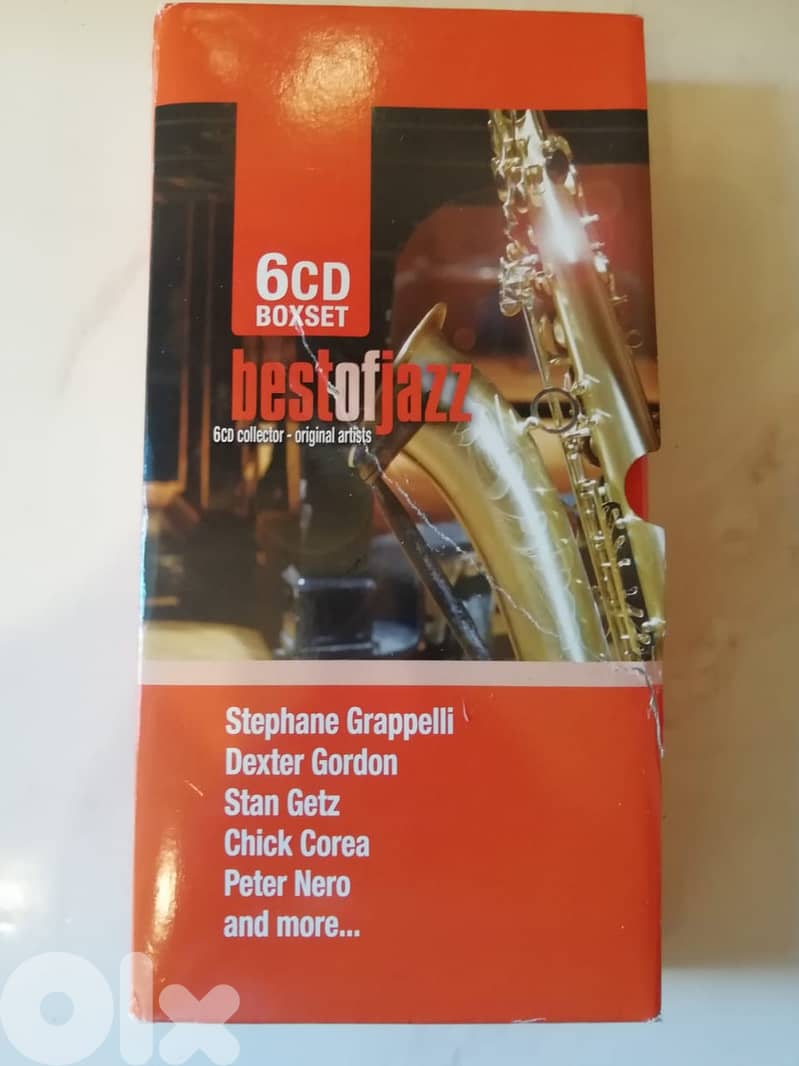 6CD
BOXSET
bestofjazz
6CD collector - original artists
Stephane Grappelli
Dexter Gordon
Stan Getz
Chick Corea
Peter Nero
and more...
olx